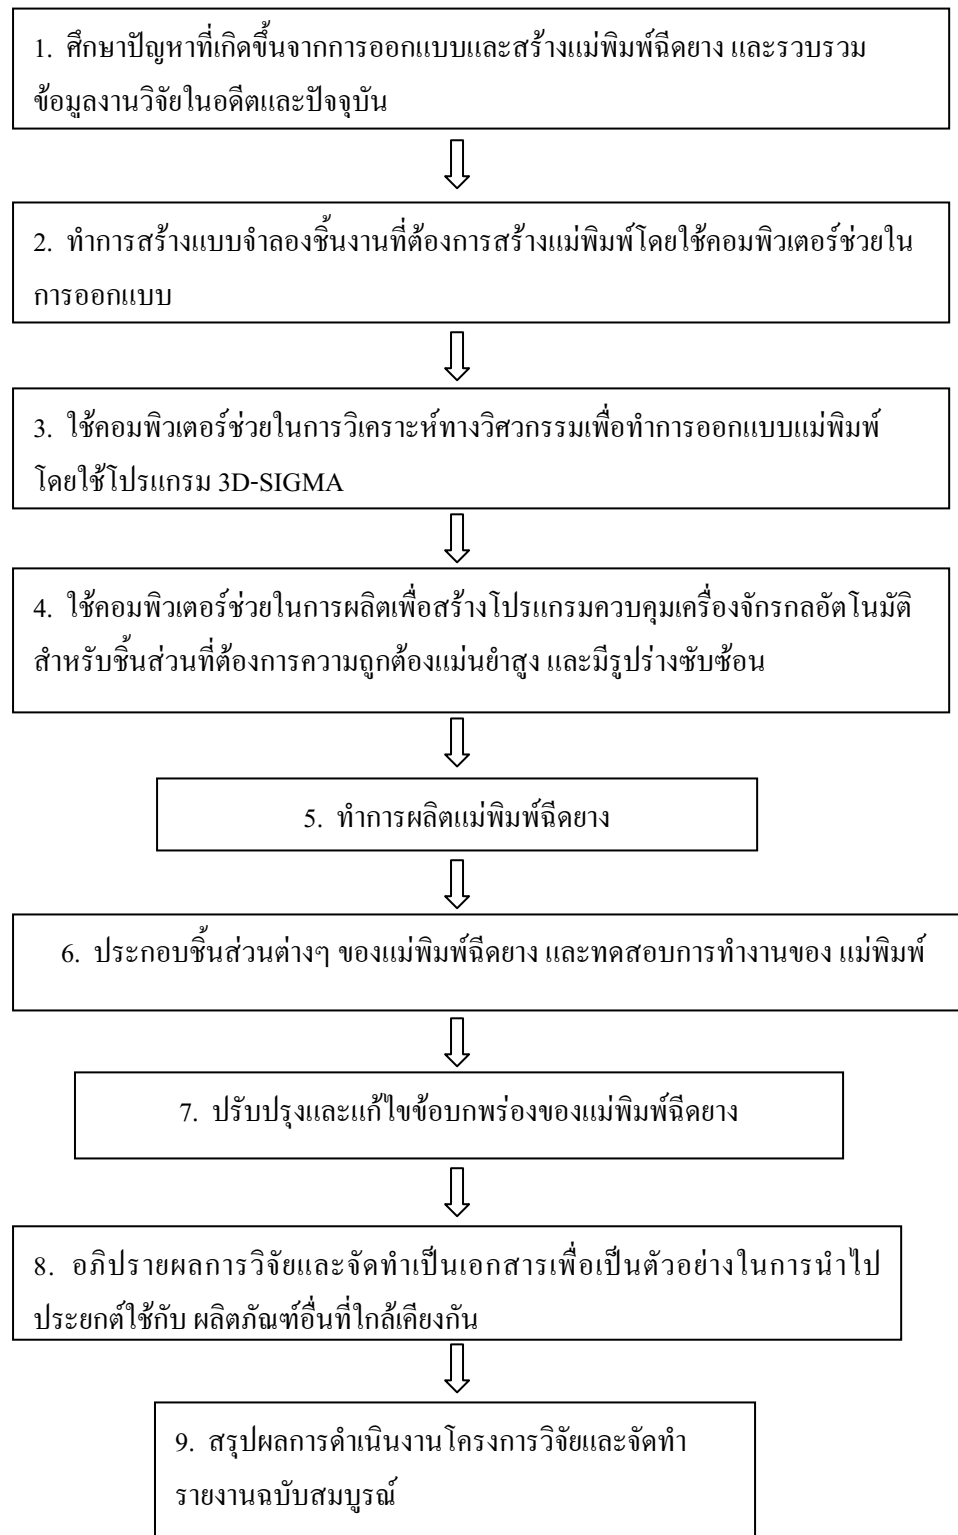 1. ศึกษาปัญหาที่เกิดขึ้นจากการออกแบบและสร้างแม่พิมพ์ฉีดยาง และรวบรวม
ข้อมูลงานวิจัยในอดีตและปัจจุบัน
2. ทำการสร้างแบบจำลองชิ้นงานที่ต้องการสร้างแม่พิมพ์โดยใช้คอมพิวเตอร์ช่วยใน
การออกแบบ
3. ใช้คอมพิวเตอร์ช่วยในการวิเคราะห์ทางวิศวกรรมเพื่อทำการออกแบบแม่พิมพ์
โดยใช้โปรแกรม 3D-SIGMA
4. ใช้คอมพิวเตอร์ช่วยในการผลิตเพื่อสร้างโปรแกรมควบคุมเครื่องจักรกลอัตโนมัติ
สำหรับชิ้นส่วนที่ต้องการความถูกต้องแม่นยำสูง และมีรูปร่างซับซ้อน
5. ทำการผลิตแม่พิมพ์ฉีดยาง
6. ประกอบชิ้นส่วนต่างๆ ของแม่พิมพ์ฉีดยาง และทดสอบการทำงานของ แม่พิมพ์
7. ปรับปรุงและแก้ไขข้อบกพร่องของแม่พิมพ์ฉีดยาง
8. อภิปรายผลการวิจัยและจัดทำเป็นเอกสารเพื่อเป็นตัวอย่างในการนำไป
ประยกต์ใช้กับ ผลิตภัณฑ์อื่นที่ใกล้เคียงกัน
9. สรุปผลการดำเนินงานโครงการวิจัยและจัดทำ
รายงานฉบับสมบูรณ์